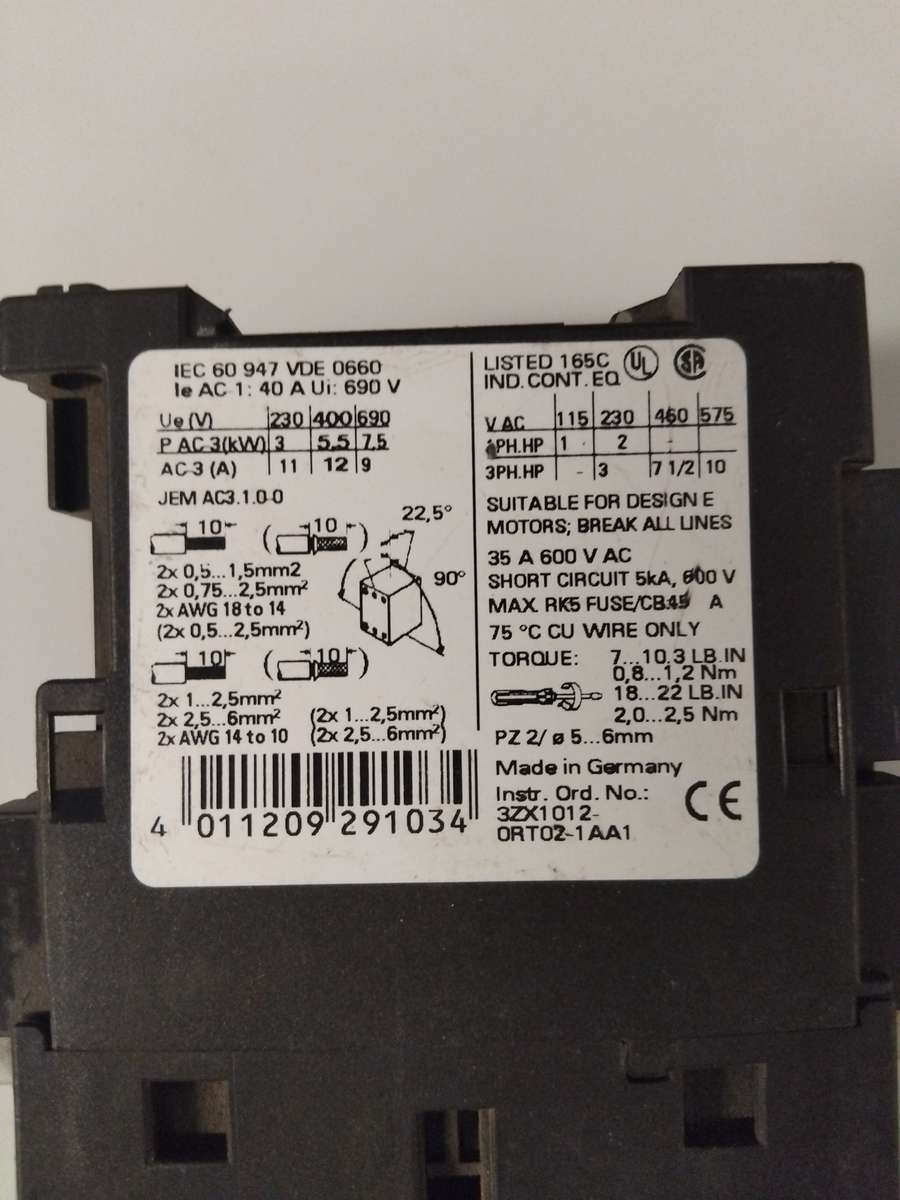 IEC 60 947 VDE 0660
Ie AC-1: 40 A Ui: 690 V
Ue (V) 230 400 690
P AC-3(kW) 3 5.5 7.5
AC-3 (A) 11 12 9
JEM AC3.1.0-0
10 (10)
22,5°
90°
2x 0,5...1,5mm2
2x 0,75...2,5mm²
2x AWG 18 to 14
(2x 0,5...2,5mm²)
10 (10)
2x 1...2,5mm²
2x 2,5...6mm² (2x 1...2,5mm²)
2x AWG 14 to 10 (2x 2,5...6mm²)
4 011209 291034
LISTED 165C UL SA
IND. CONT. EQ
V AC 115 230 460 575
1PH.HP 1 2 -
3PH.HP - 3 7 1/2 10
SUITABLE FOR DESIGN E
MOTORS; BREAK ALL LINES
35 A 600 V AC
SHORT CIRCUIT 5kA, 600 V
MAX. RK5 FUSE/CB:45 A
75 °C CU WIRE ONLY
TORQUE: 7...10.3 LB.IN
0,8...1,2 Nm
18...22 LB.IN
2,0...2,5 Nm
PZ 2/ ø 5...6mm
Made in Germany
Instr. Ord. No.:
3ZX1012-
0RT02-1AA1
CE